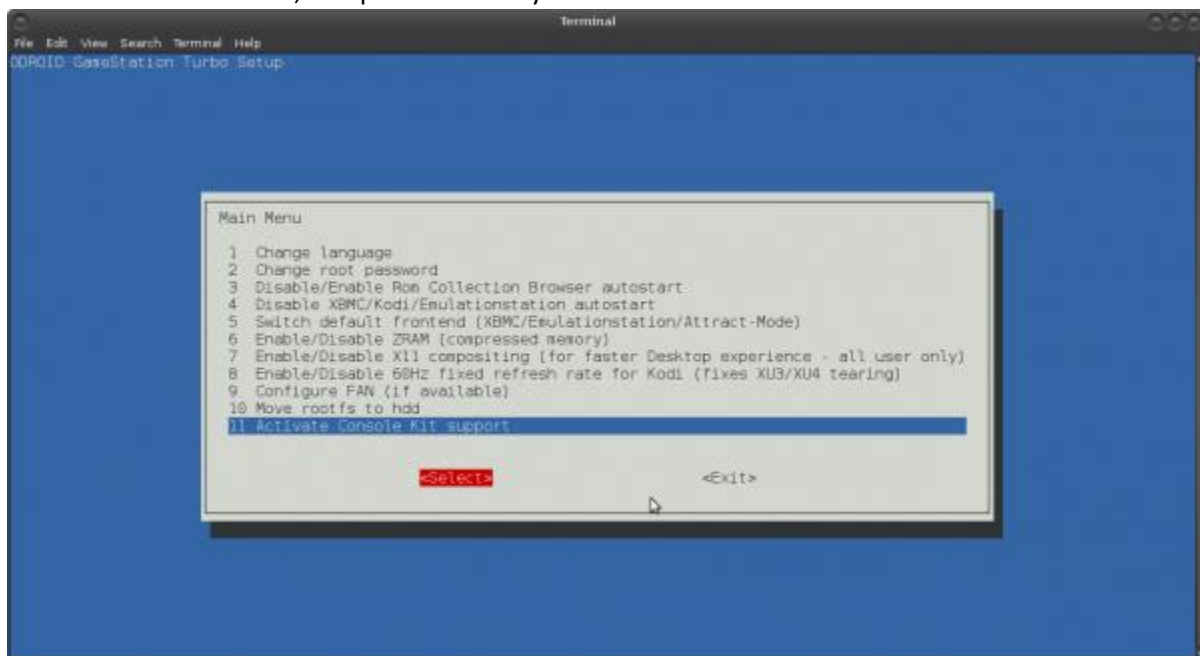 Terminal
File Edit View Search Terminal Help
ODROID GameStation Turbo Setup
Main Menu
1 Change language
2 Change root password
3 Disable/Enable Rom Collection Browser autostart
4 Disable XBMC/Kodi/Emulationstation autostart
5 Switch default frontend (XBMC/Emulationstation/Attract-Mode)
6 Enable/Disable ZRAM (compressed memory)
7 Enable/Disable X11 compositing (for faster Desktop experience - all user only)
8 Enable/Disable 60Hz fixed refresh rate for Kodi (fixes XU3/XU4 tearing)
9 Configure FAN (if available)
10 Move rootfs to hdd
11 Activate Console Kit support
<Select> <Exit>